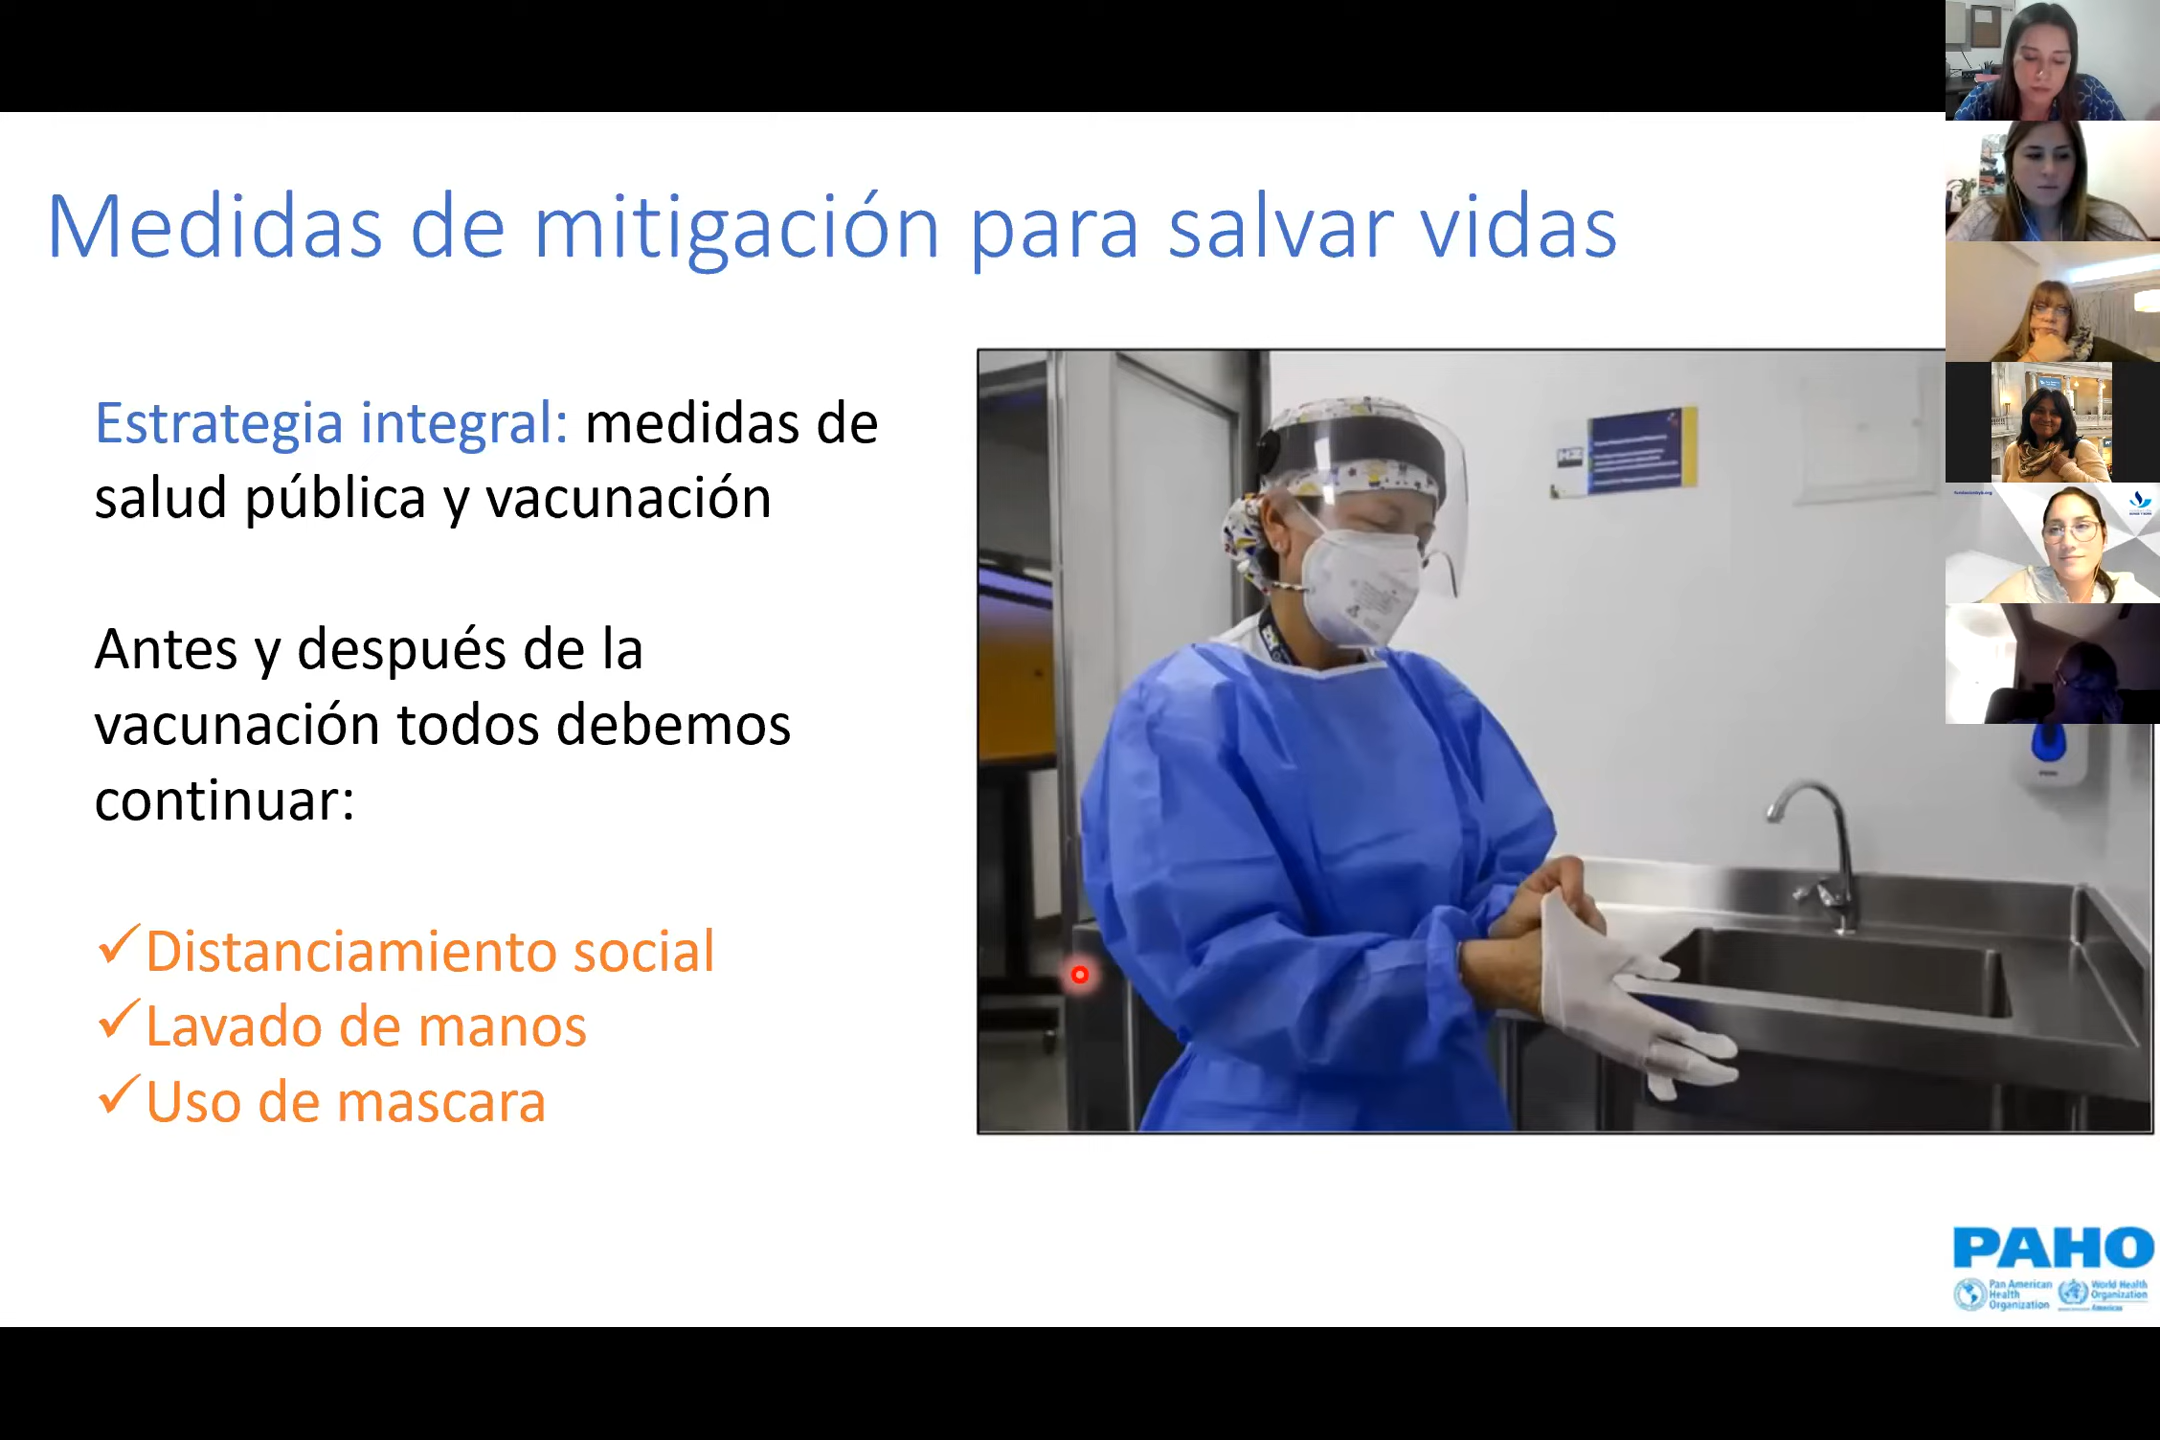 Medidas de mitigación para salvar vidas
Estrategia integral: medidas de
salud pública y vacunación
Antes y después de la
vacunación todos debemos
continuar:
✓Distanciamiento social
✓Lavado de manos
✓Uso de mascara
PAHO
Pan American
Health
Organization
World Health
Organization
Americas